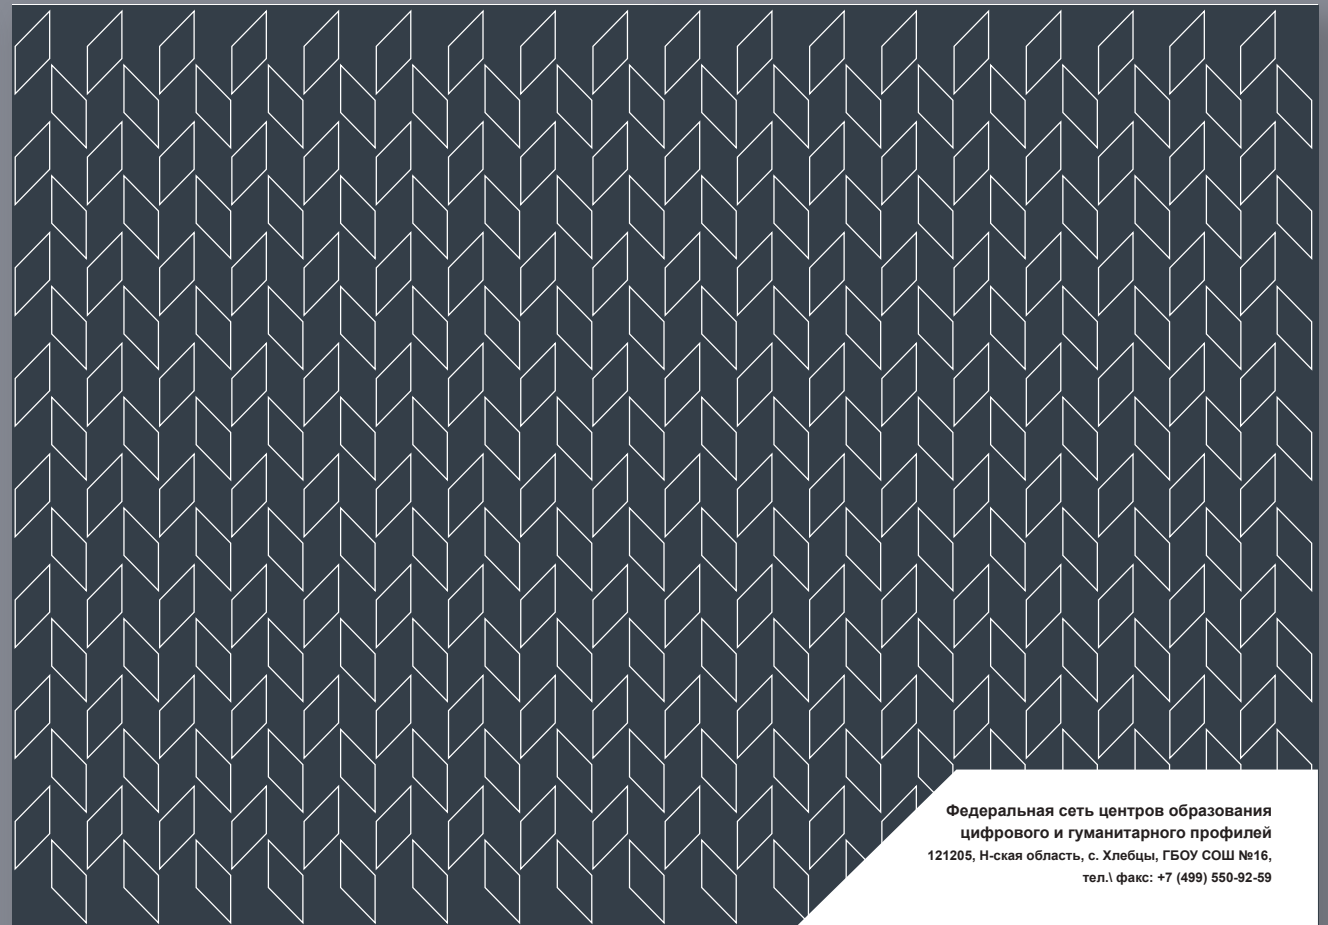 Федеральная сеть центров образования
цифрового и гуманитарного профилей
121205, Н-ская область, с. Хлебцы, ГБОУ СОШ №16,
тел.\ факс: +7 (499) 550-92-59